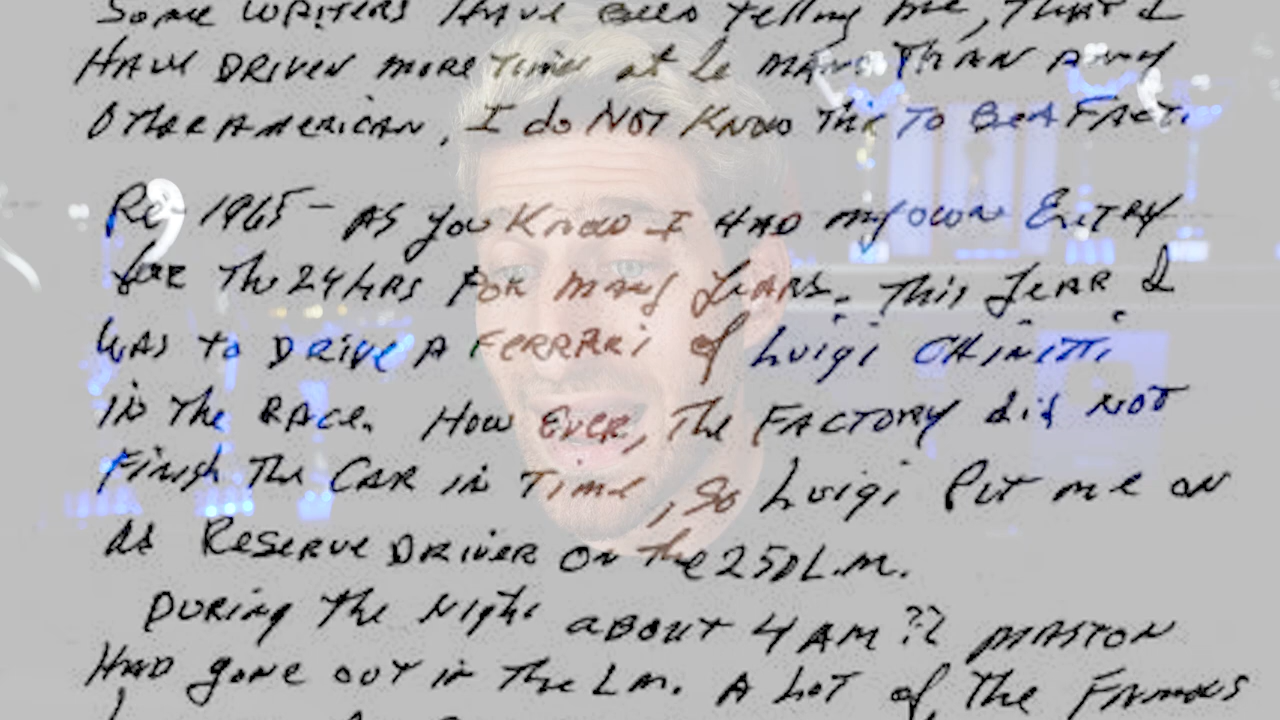 Some writers have been telling me, that I
Have driven more times at Le Mans than any
other American, I do not know this to be a fact.
Re 1965 - As you know I had my own entry
for the 24 hrs for many years. This year I
was to drive a Ferrari of Luigi Chinetti
in the race. How ever, the factory did not
finish the car in time, so Luigi put me on
as reserve driver on the 250 L.M.
During the night about 4 AM ?? Maston
Had gone out in the L.M. A lot of the famous